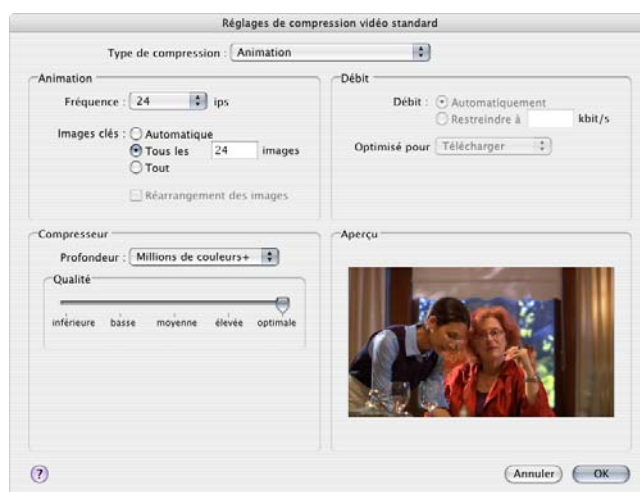 Réglages de compression vidéo standard
Type de compression : Animation
Animation
Fréquence : 24 ips
Images clés : Automatique
Tous les 24 images
Tout
Réarrangement des images
Débit
Débit : Automatiquement
Restreindre à kbit/s
Optimisé pour Télécharger
Compresseur
Profondeur : Millions de couleurs+
Qualité
inférieure basse moyenne élevée optimale
Aperçu
?
Annuler OK